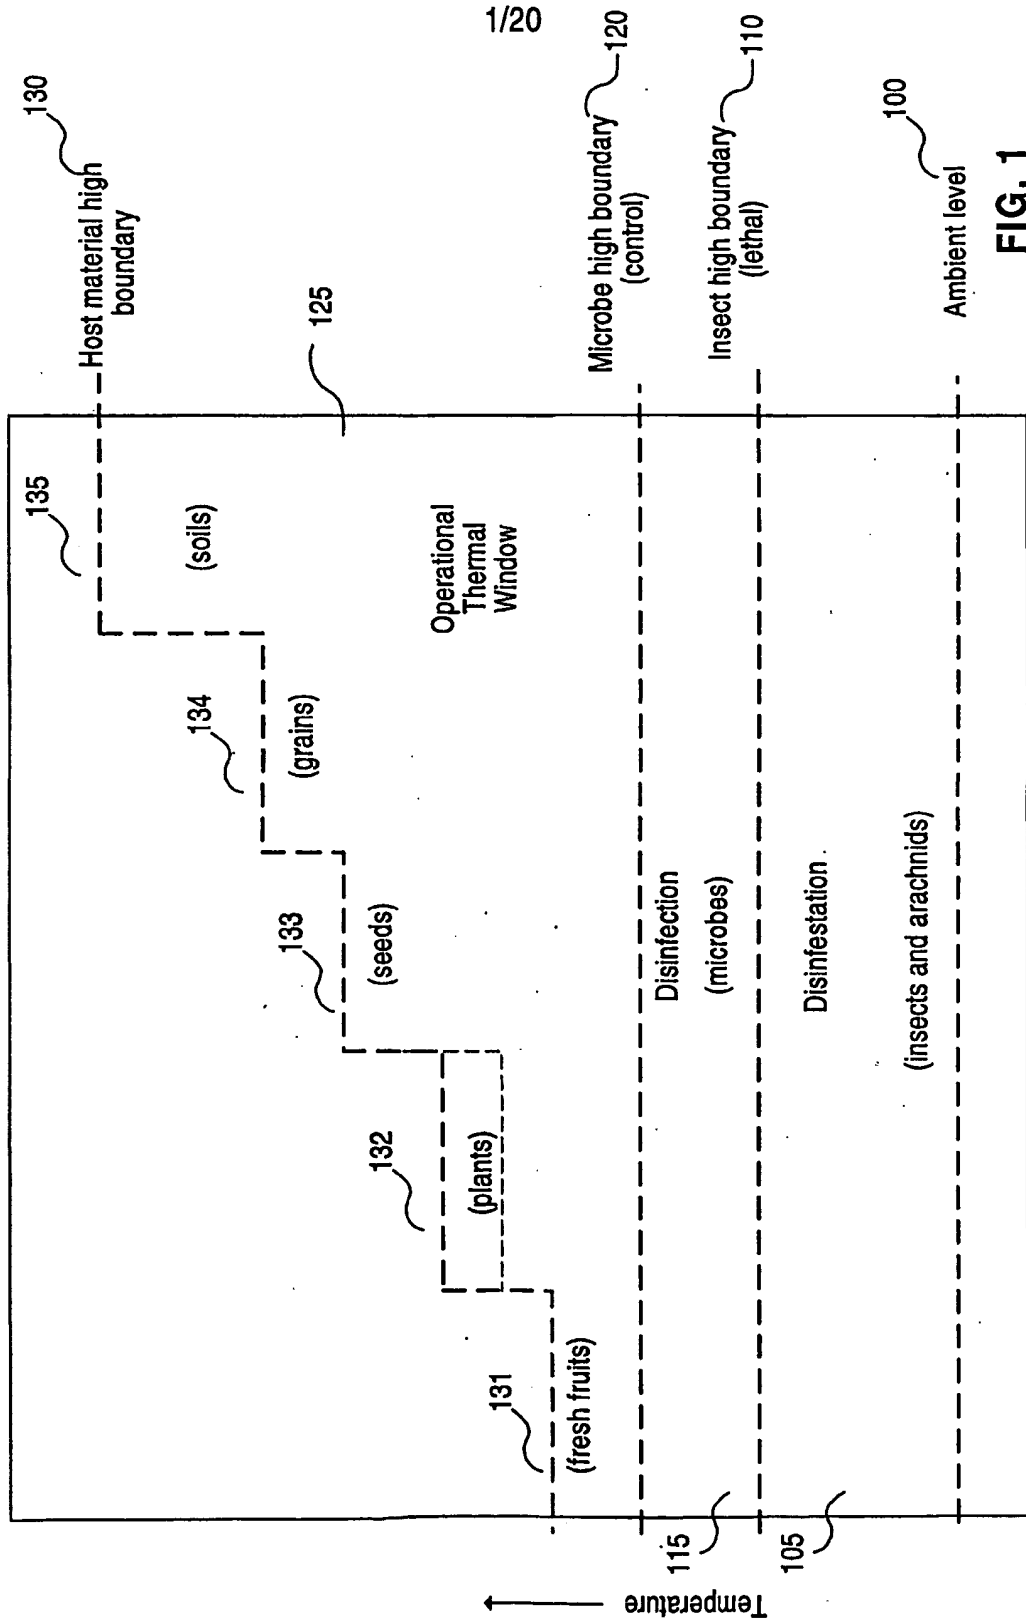 1/20
130
Host material high
boundary
135
(soils)
125
134
(grains)
Operational
Thermal
Window
133
(seeds)
132
(plants)
131
(fresh fruits)
Microbe high boundary
(control)
120
Disinfection
(microbes)
115
Insect high boundary
(lethal)
110
Disinfestation
105
(insects and arachnids)
Ambient level
100
Temperature
FIG. 1